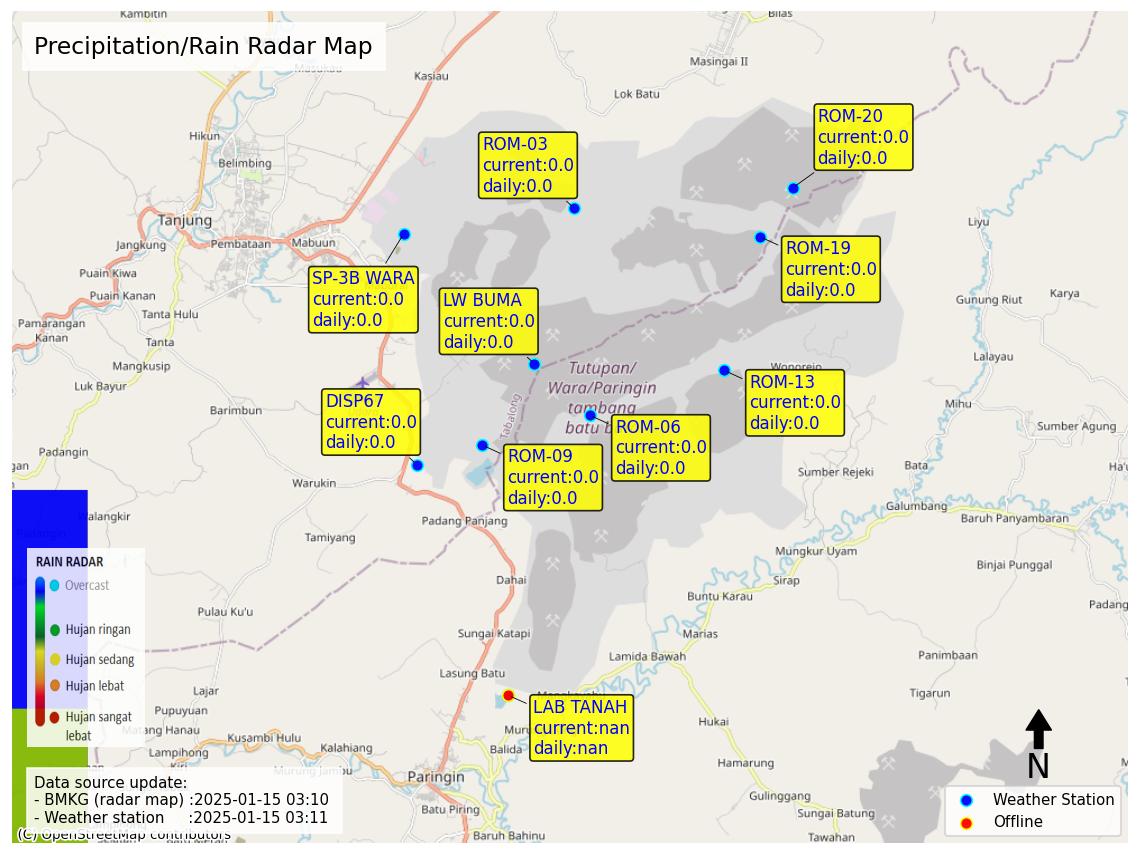 Precipitation/Rain Radar Map
Kambitin
Bilas
Masingai II
Masukau
Kasiau
Lok Batu
ROM-20
current:0.0
daily:0.0
ROM-03
current:0.0
daily:0.0
Hikun
Belimbing
Tanjung
Liyu
Jangkung
Pembataan
Mabuun
ROM-19
current:0.0
daily:0.0
Puain Kiwa
SP-3B WARA
current:0.0
daily:0.0
LW BUMA
current:0.0
daily:0.0
Puain Kanan
Gunung Riut
Karya
Tanta Hulu
Pamarangan
Kanan
Tanta
Lalayau
Mangkusip
Wonorejo
Tutupan/
Wara/Paringin
tambang
batu b
ROM-13
current:0.0
daily:0.0
Luk Bayur
Barimbun
DISP67
current:0.0
daily:0.0
Tabalong
Mihu
ROM-06
current:0.0
daily:0.0
Sumber Agung
ROM-09
current:0.0
daily:0.0
gan
Bata
Ha
Sumber Rejeki
Warukin
Galumbang
Walangkir
Padang Panjang
Baruh Panyambaran
Padangin
Tamiyang
Mungkur Uyam
RAIN RADAR
Overcast
Hujan ringan
Hujan sedang
Hujan lebat
Hujan sangat
lebat
Binjai Punggal
Dahai
Sirap
Buntu Karau
Padang
Pulau Ku'u
Sungai Katapi
Marias
Lamida Bawah
Panimbaan
Lasung Batu
Lajar
Tigarun
LAB TANAH
current:nan
daily:nan
Pupuyuan
Matang Hanau
Kusambi Hulu
Muru
Hukai
Kalahiang
Balida
Lampihong
Hamarung
Murung Jambu
Paringin
N
Gulinggang
Data source update:
- BMKG (radar map) :2025-01-15 03:10
- Weather station :2025-01-15 03:11
Weather Station
Offline
Batu Piring
Sungai Batung
(C) OpenStreetMap contributors
Baruh Bahinu
Tawahan